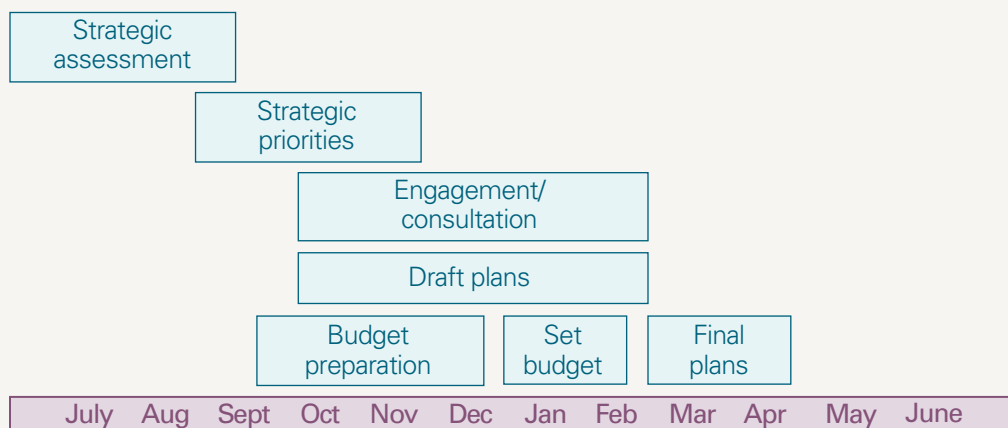 Strategic
assessment
Strategic
priorities
Engagement/
consultation
Draft plans
Budget
preparation
Set
budget
Final
plans
July Aug Sept Oct Nov Dec Jan Feb Mar Apr May June